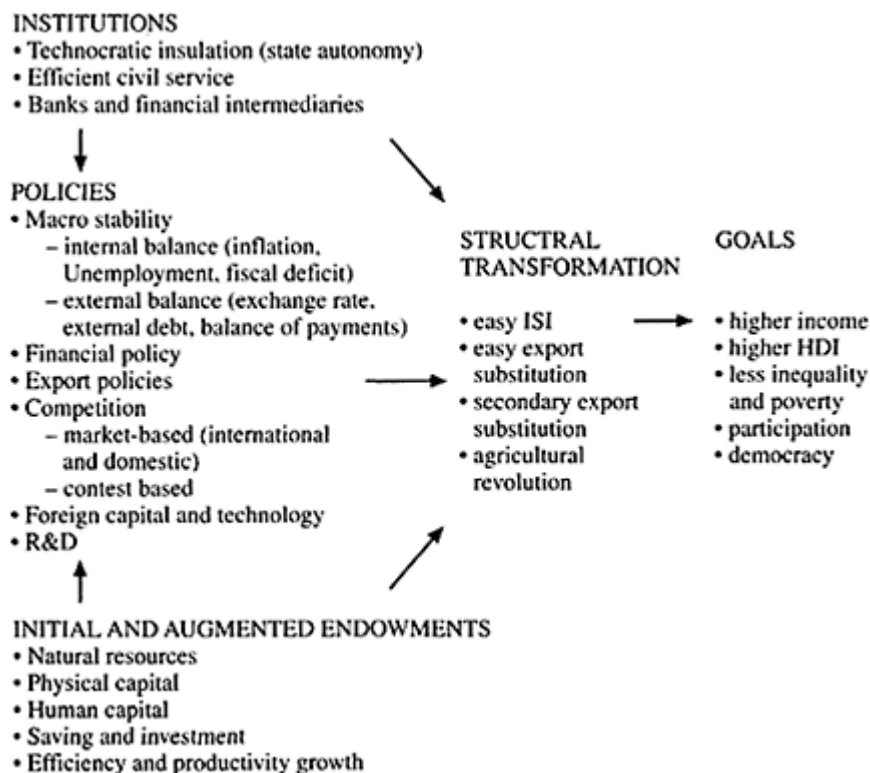 INSTITUTIONS
• Technocratic insulation (state autonomy)
• Efficient civil service
• Banks and financial intermediaries
POLICIES
• Macro stability
– internal balance (inflation,
Unemployment, fiscal deficit)
– external balance (exchange rate,
external debt, balance of payments)
• Financial policy
• Export policies
• Competition
– market-based (international
and domestic)
– contest based
• Foreign capital and technology
• R&D
STRUCTRAL
TRANSFORMATION
• easy ISI
• easy export
substitution
• secondary export
substitution
• agricultural
revolution
GOALS
• higher income
• higher HDI
• less inequality
and poverty
• participation
• democracy
INITIAL AND AUGMENTED ENDOWMENTS
• Natural resources
• Physical capital
• Human capital
• Saving and investment
• Efficiency and productivity growth